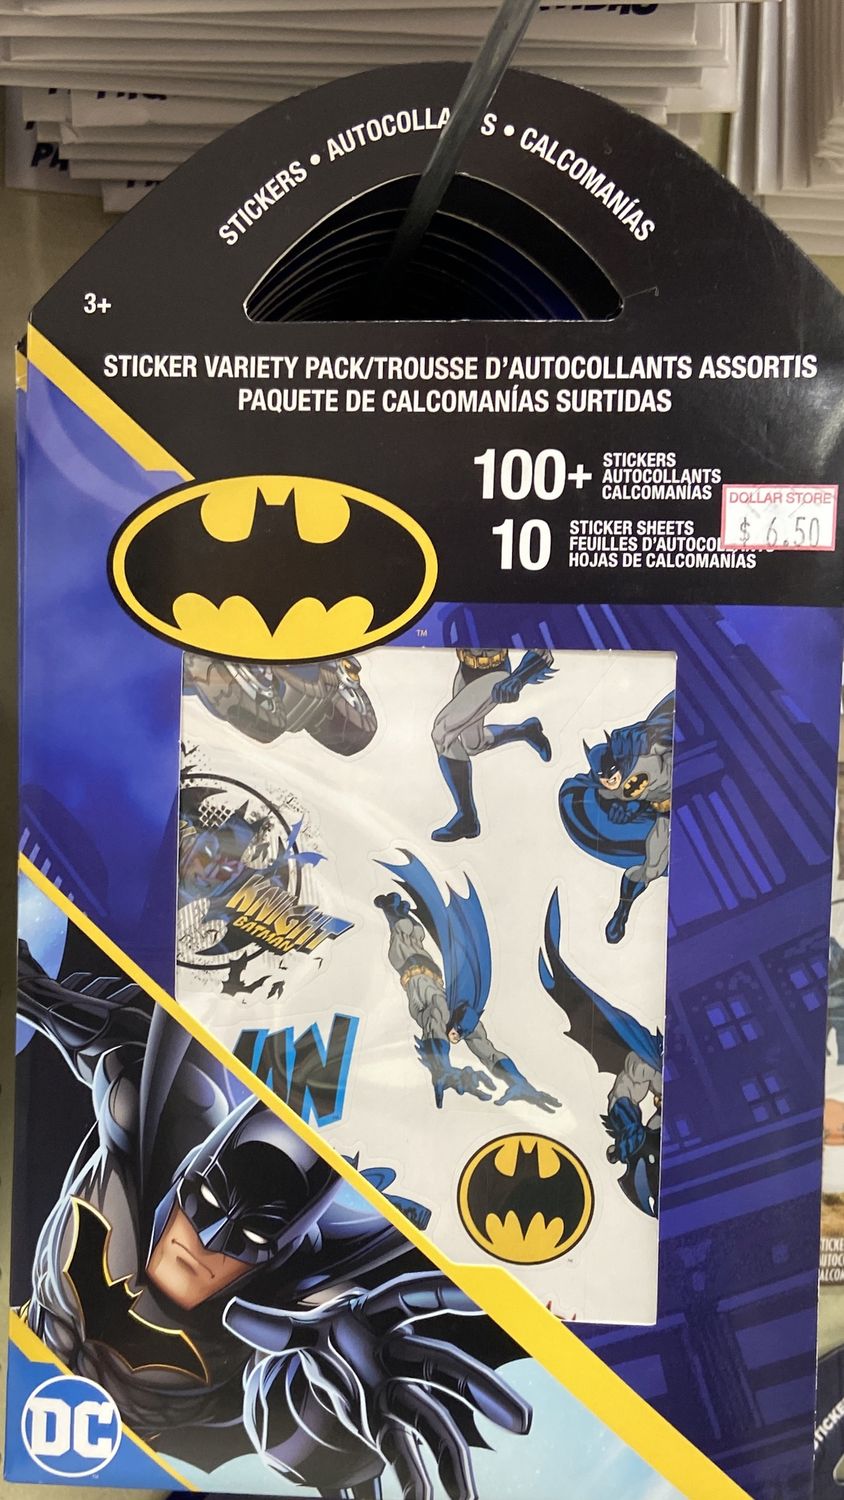 STICKERS • AUTOCOLLA S • CALCOMANÍAS
3+
STICKER VARIETY PACK/TROUSSE D'AUTOCOLLANTS ASSORTIS
PAQUETE DE CALCOMANÍAS SURTIDAS
100+
STICKERS
AUTOCOLLANTS
CALCOMANÍAS
DOLLAR STORE
$ 6.50
10
STICKER SHEETS
FEUILLES D'AUTOCOL
HOJAS DE CALCOMANÍAS
TM
KNIGHT
BATMAN
AN
DC